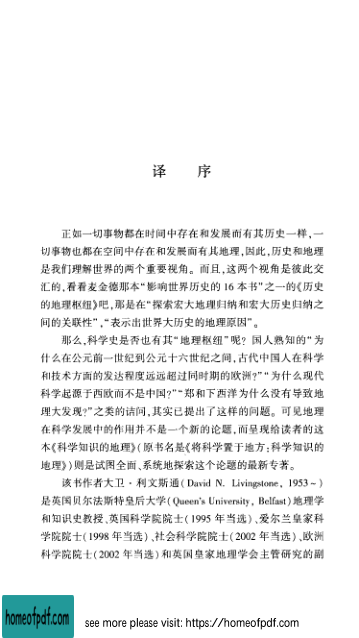 译 序
正如一切事物都在时间中存在和发展而有其历史一样,一
切事物也都在空间中存在和发展而有其地理,因此,历史和地理
是我们理解世界的两个重要视角。而且,这两个视角是彼此交
汇的,看看麦金德那本“影响世界历史的 16 本书”之一的《历史
的地理枢纽》吧,那是在“探索宏大地理归纳和宏大历史归纳之
间的关联性”,“表示出世界大历史的地理原因”。
那么,科学史是否也有其“地理枢纽”呢? 国人熟知的“为
什么在公元前一世纪到公元十六世纪之间,古代中国人在科学
和技术方面的发达程度远远超过同时期的欧洲?”“为什么现代
科学起源于西欧而不是中国?”“郑和下西洋为什么没有导致地
理大发现?”之类的诘问,其实已提出了这样的问题。可见地理
在科学发展中的作用并不是一个新的论题,而呈现给读者的这
本《科学知识的地理》(原书名是《将科学置于地方:科学知识的
地理》)则是试图全面、系统地探索这个论题的最新专著。
该书作者大卫·利文斯通(David N. Livingstone, 1953~)
是英国贝尔法斯特皇后大学(Queen's University, Belfast)地理学
和知识史教授、英国科学院院士(1995 年当选)、爱尔兰皇家科
学院院士(1998 年当选)、社会科学院院士(2002 年当选)、欧洲
科学院院士(2002 年当选)和英国皇家地理学会主管研究的副
homeofpdf.com
see more please visit: https://homeofpdf.com